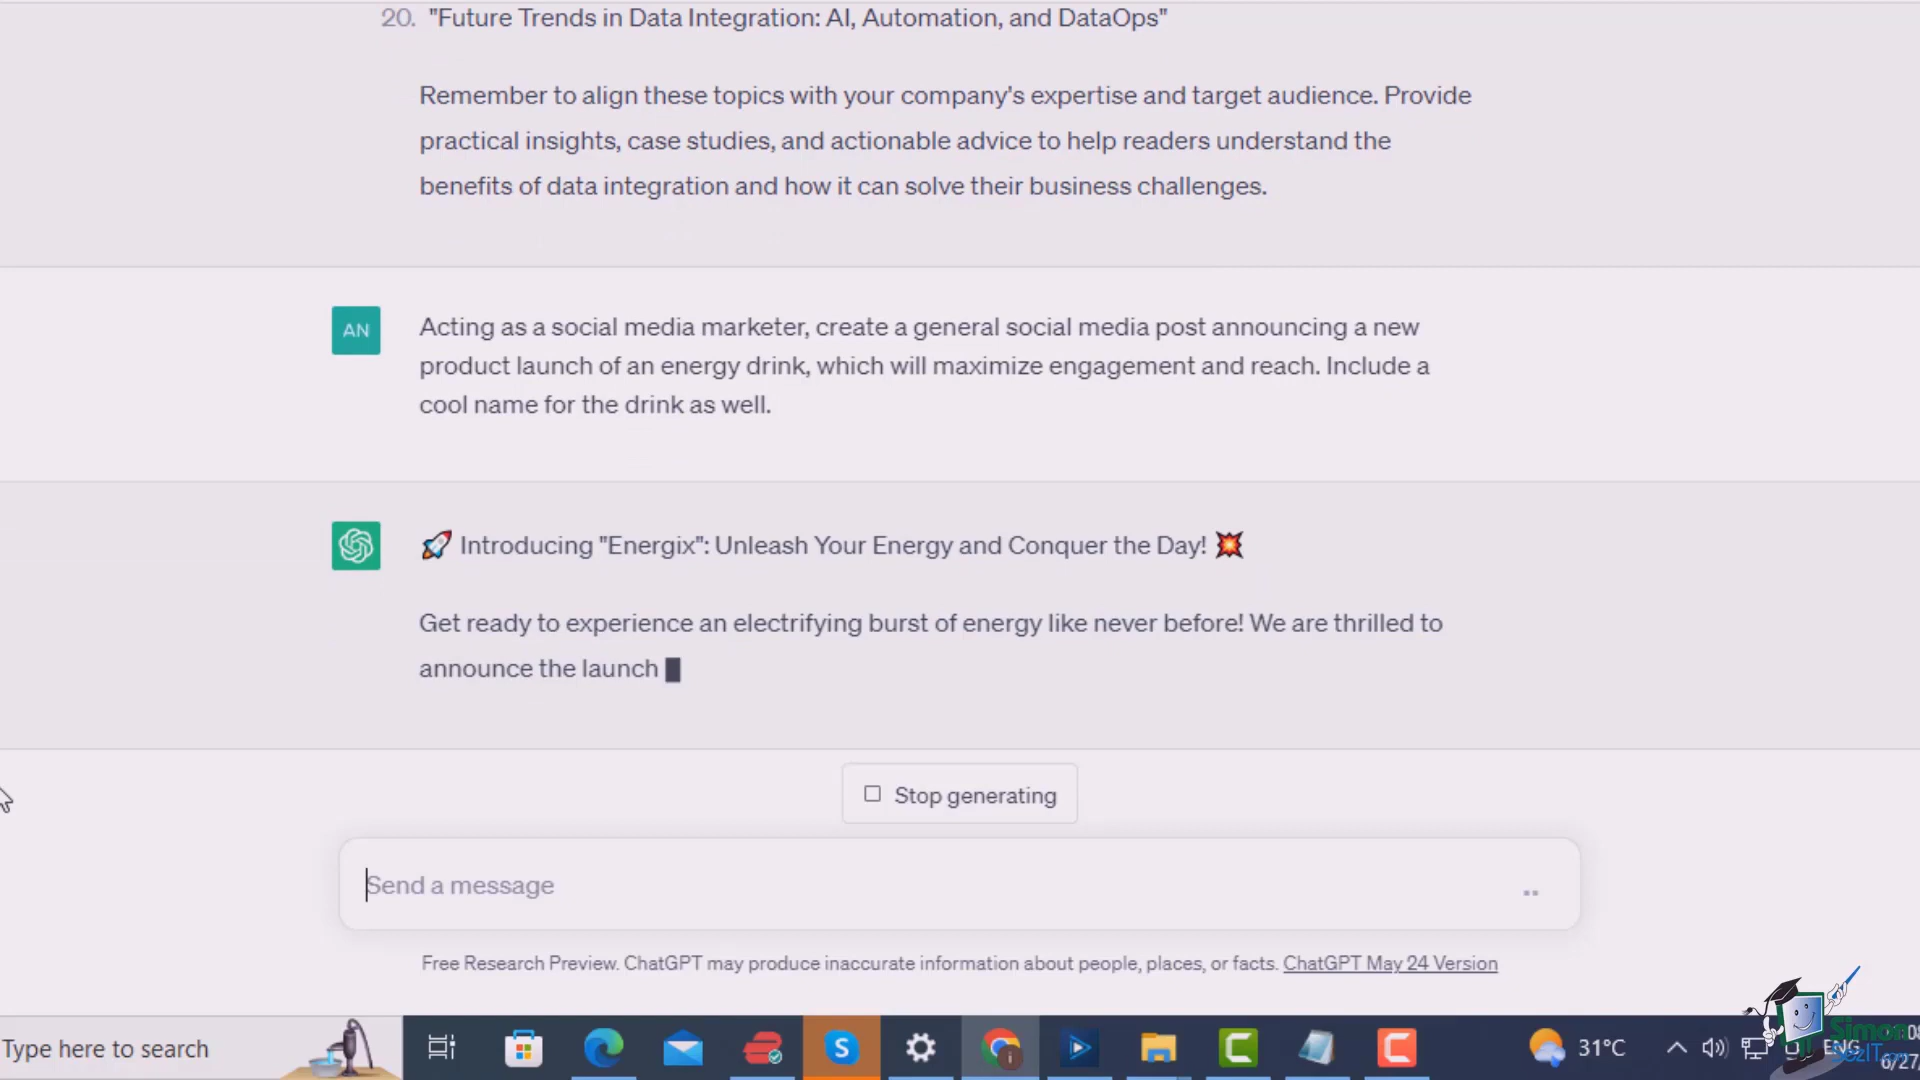 20. "Future Trends in Data Integration: AI, Automation, and DataOps"
Remember to align these topics with your company's expertise and target audience. Provide
practical insights, case studies, and actionable advice to help readers understand the
benefits of data integration and how it can solve their business challenges.
AN
Acting as a social media marketer, create a general social media post announcing a new
product launch of an energy drink, which will maximize engagement and reach. Include a
cool name for the drink as well.
🚀 Introducing "Energix": Unleash Your Energy and Conquer the Day! 💥
Get ready to experience an electrifying burst of energy like never before! We are thrilled to
announce the launch
Stop generating
Send a message
Free Research Preview. ChatGPT may produce inaccurate information about people, places, or facts. ChatGPT May 24 Version
Type here to search
S
31°C
ENG
6/27/
Simon
SezIT.com